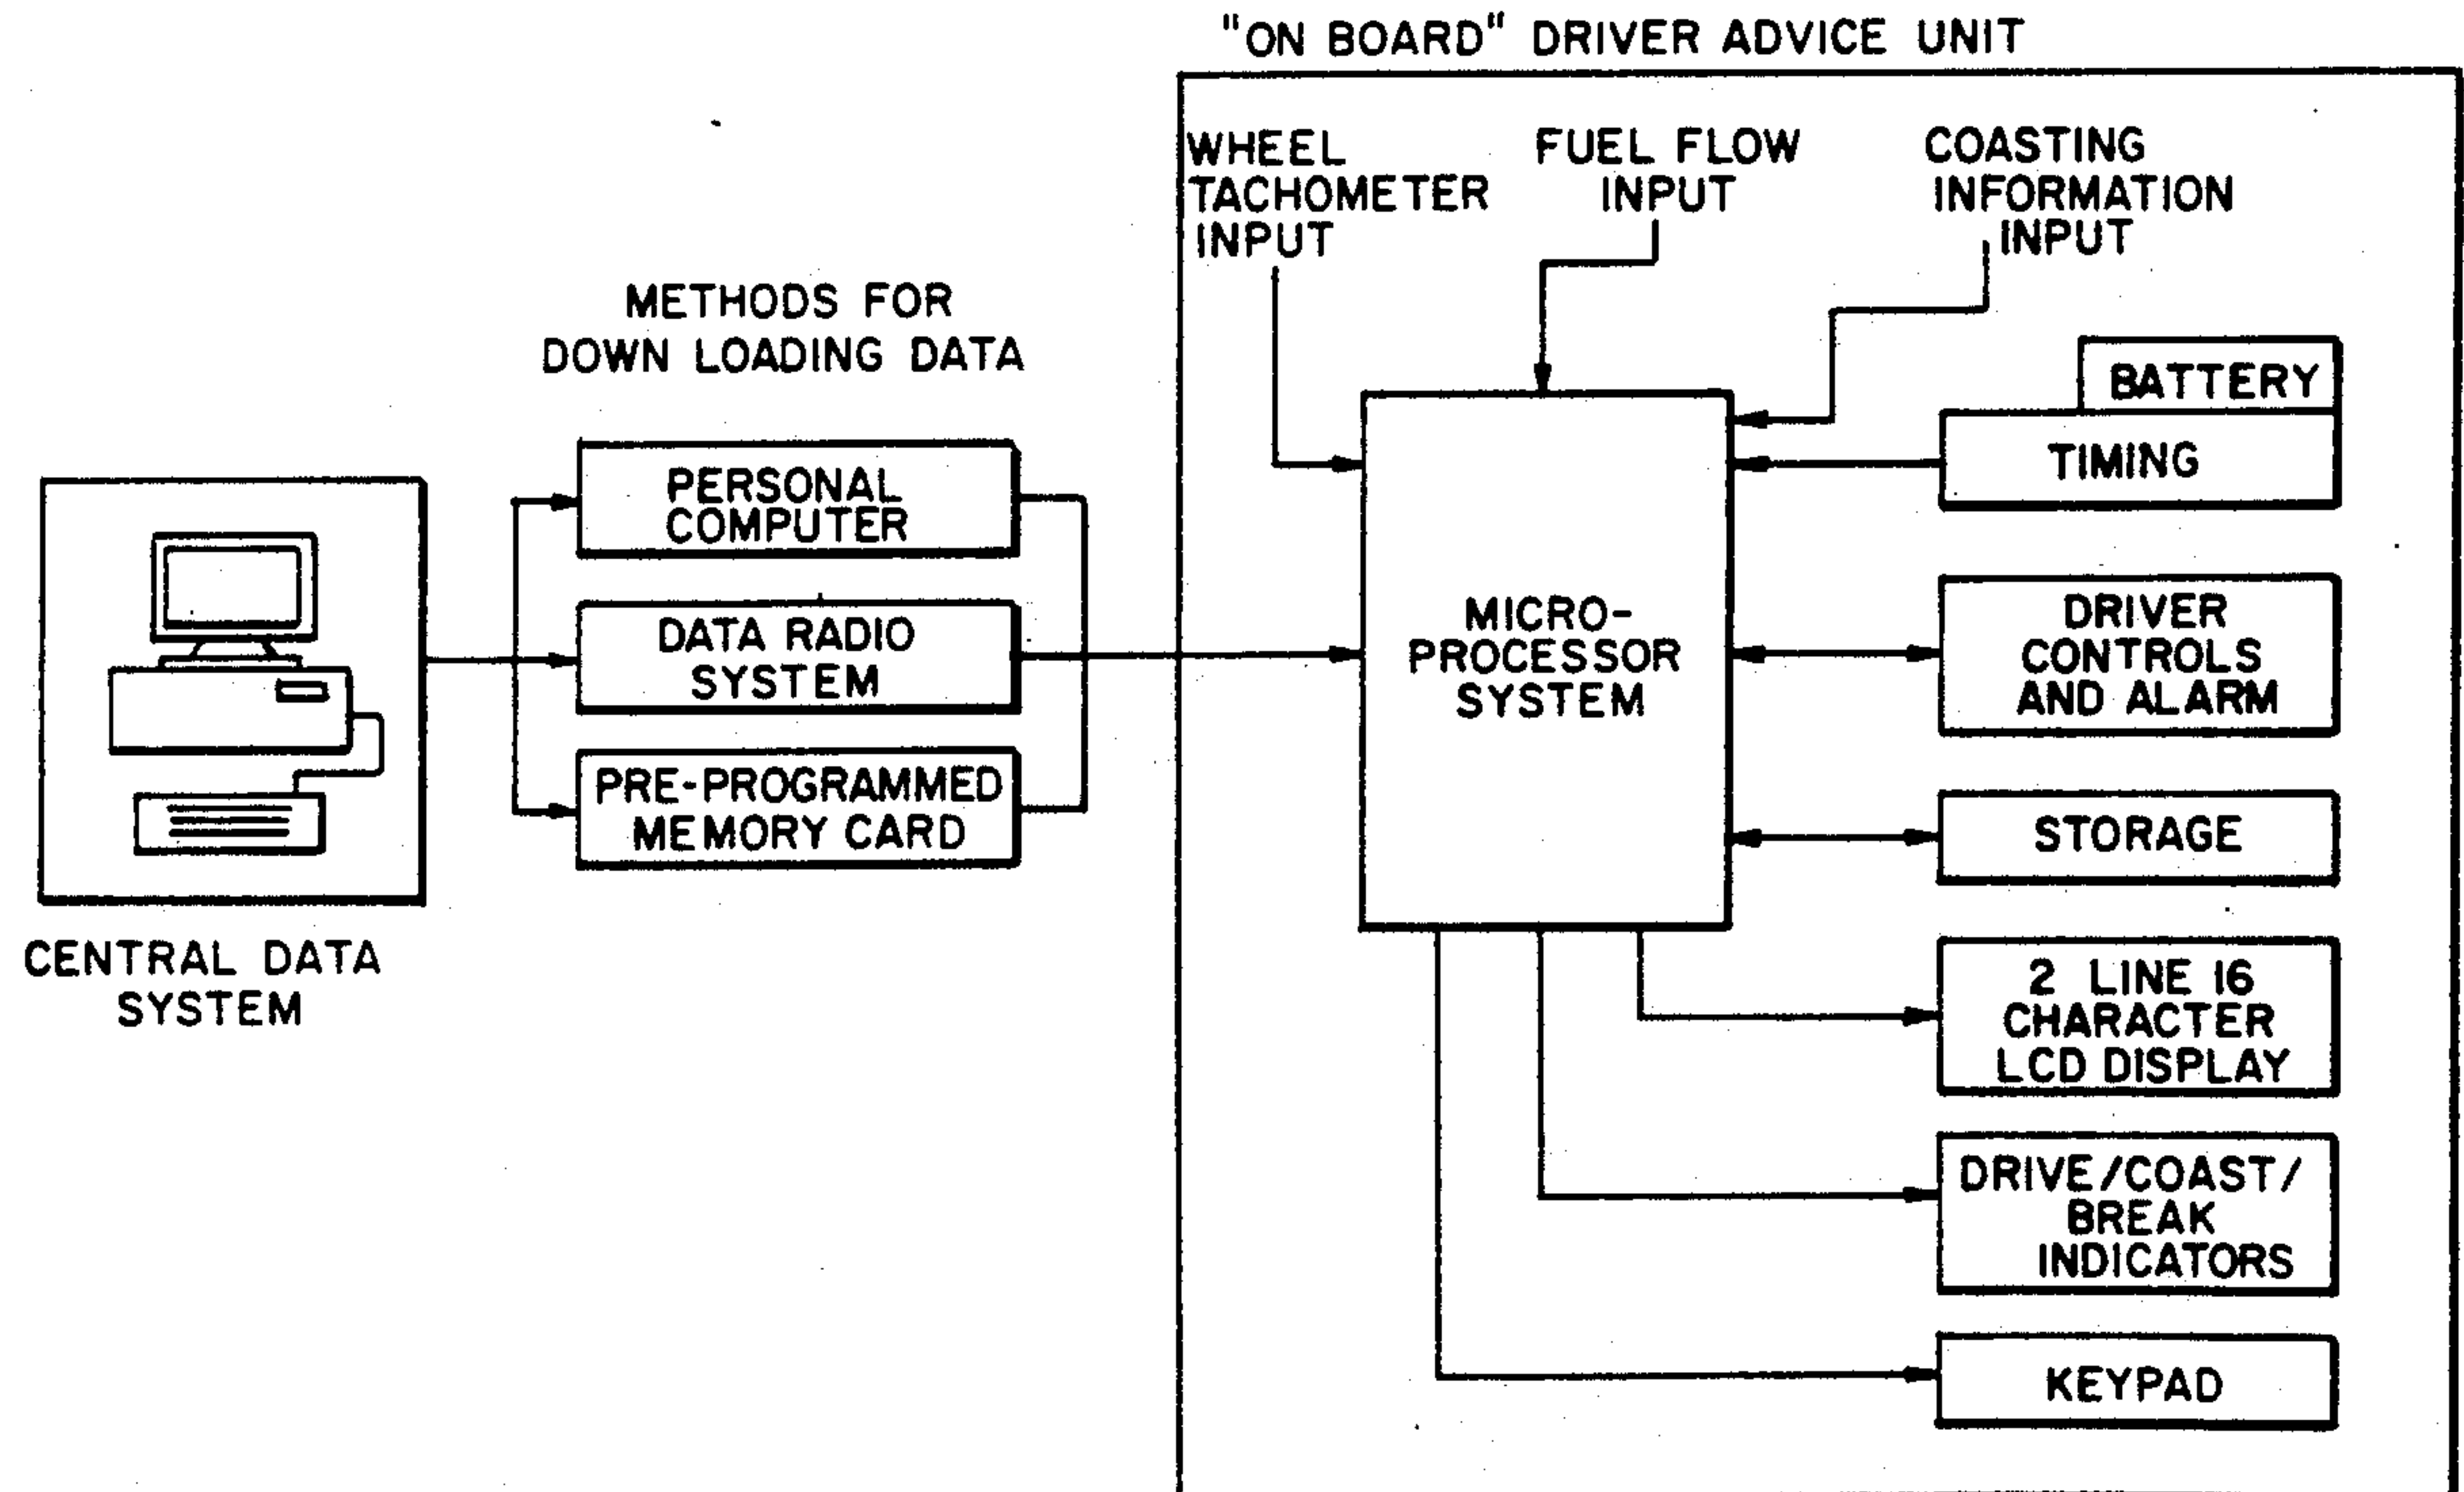 "ON BOARD" DRIVER ADVICE UNIT
WHEEL
TACHOMETER
INPUT
FUEL FLOW
INPUT
COASTING
INFORMATION
INPUT
METHODS FOR
DOWN LOADING DATA
BATTERY
TIMING
PERSONAL
COMPUTER
DATA RADIO
SYSTEM
PRE-PROGRAMMED
MEMORY CARD
MICRO-
PROCESSOR
SYSTEM
DRIVER
CONTROLS
AND ALARM
STORAGE
CENTRAL DATA
SYSTEM
2 LINE 16
CHARACTER
LCD DISPLAY
DRIVE/COAST/
BREAK
INDICATORS
KEYPAD